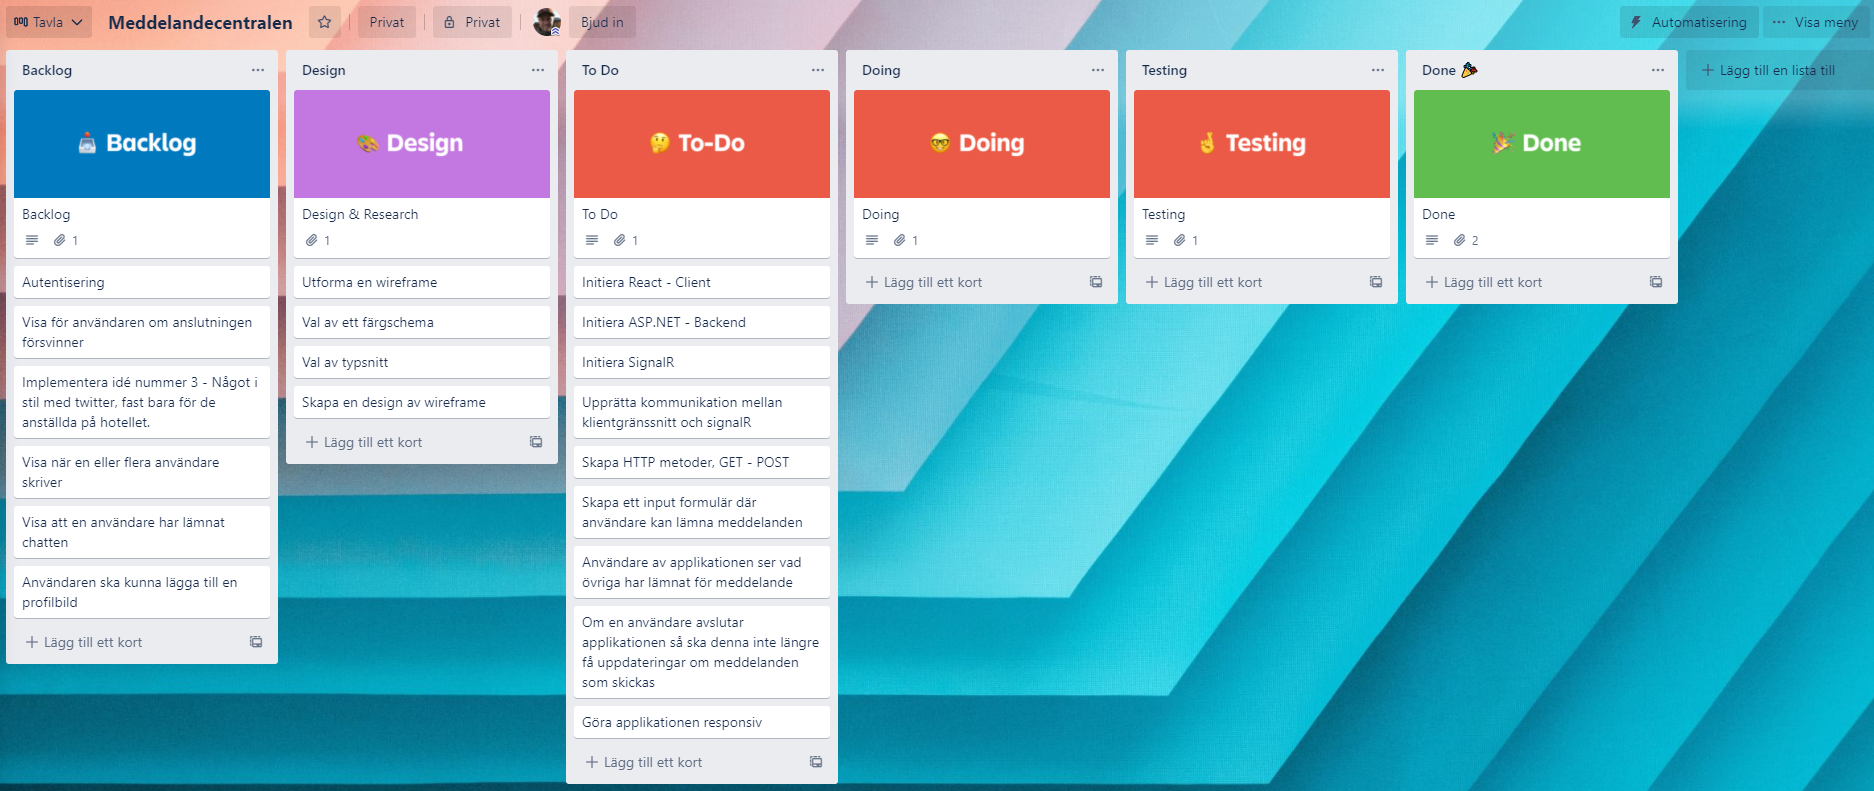 Tavla
Meddelandecentralen
Privat
Privat
Bjud in
Automatisering
Visa meny
Backlog
Backlog
Backlog
1
Autentisering
Visa för användaren om anslutningen
försvinner
Implementera idé nummer 3 - Något i
stil med twitter, fast bara för de
anställda på hotellet.
Visa när en eller flera användare
skriver
Visa att en användare har lämnat
chatten
Användaren ska kunna lägga till en
profilbild
Lägg till ett kort
Design
Design
Design & Research
1
Utforma en wireframe
Val av ett färgschema
Val av typsnitt
Skapa en design av wireframe
Lägg till ett kort
To Do
To-Do
To Do
1
Initiera React - Client
Initiera ASP.NET - Backend
Initiera SignalR
Upprätta kommunikation mellan
klientgränssnitt och signalR
Skapa HTTP metoder, GET - POST
Skapa ett input formulär där
användare kan lämna meddelanden
Användare av applikationen ser vad
övriga har lämnat för meddelande
Om en användare avslutar
applikationen så ska denna inte längre
få uppdateringar om meddelanden
som skickas
Göra applikationen responsiv
Lägg till ett kort
Doing
Doing
Doing
1
Lägg till ett kort
Testing
Testing
Testing
1
Lägg till ett kort
Done
Done
Done
2
Lägg till ett kort
Lägg till en lista till